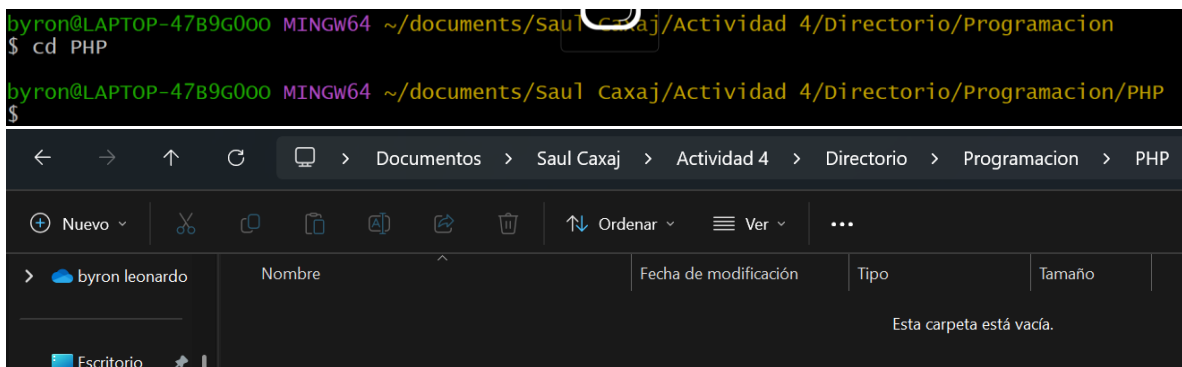 byron@LAPTOP-47B9G0OO MINGW64 ~/documents/Saul Caxaj/Actividad 4/Directorio/Programacion
$ cd PHP
byron@LAPTOP-47B9G0OO MINGW64 ~/documents/Saul Caxaj/Actividad 4/Directorio/Programacion/PHP
$
Documentos > Saul Caxaj > Actividad 4 > Directorio > Programacion > PHP
Nuevo Ordenar Ver
byron leonardo
Nombre Fecha de modificación Tipo Tamaño
Esta carpeta está vacía.
Escritorio